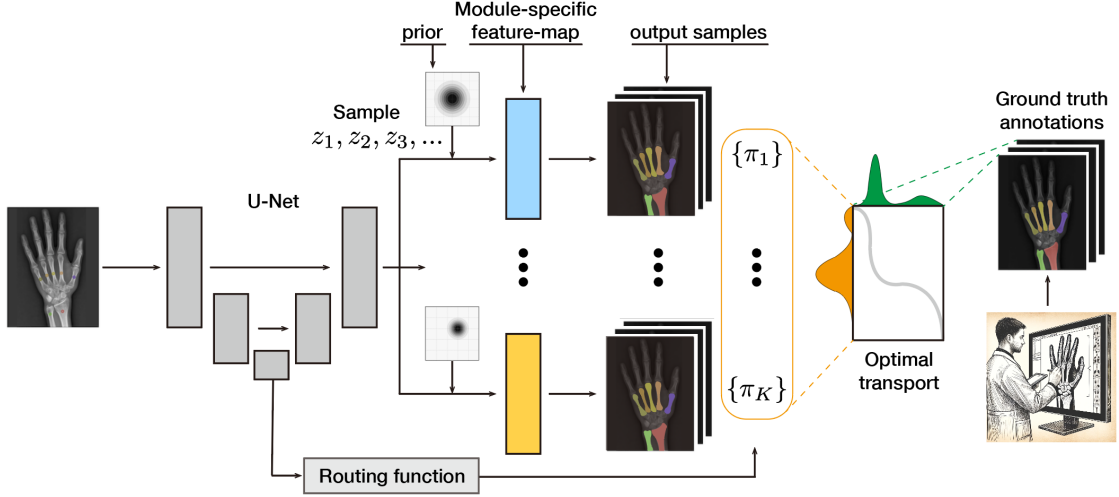 Module-specific
prior
feature-map
output samples
Sample
z₁, z₂, z₃, ...
Ground truth
annotations
{π₁}
U-Net
Optimal
transport
{π_K}
Routing function